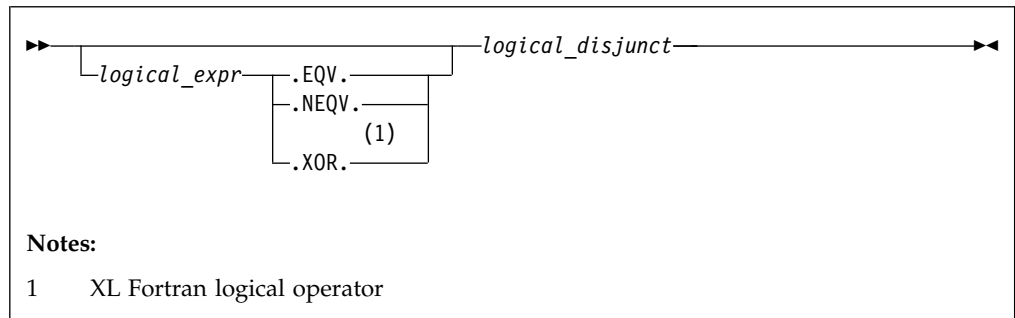 logical_disjunct
logical_expr .EQV.
.NEQV.
(1)
.XOR.
Notes:
1 XL Fortran logical operator